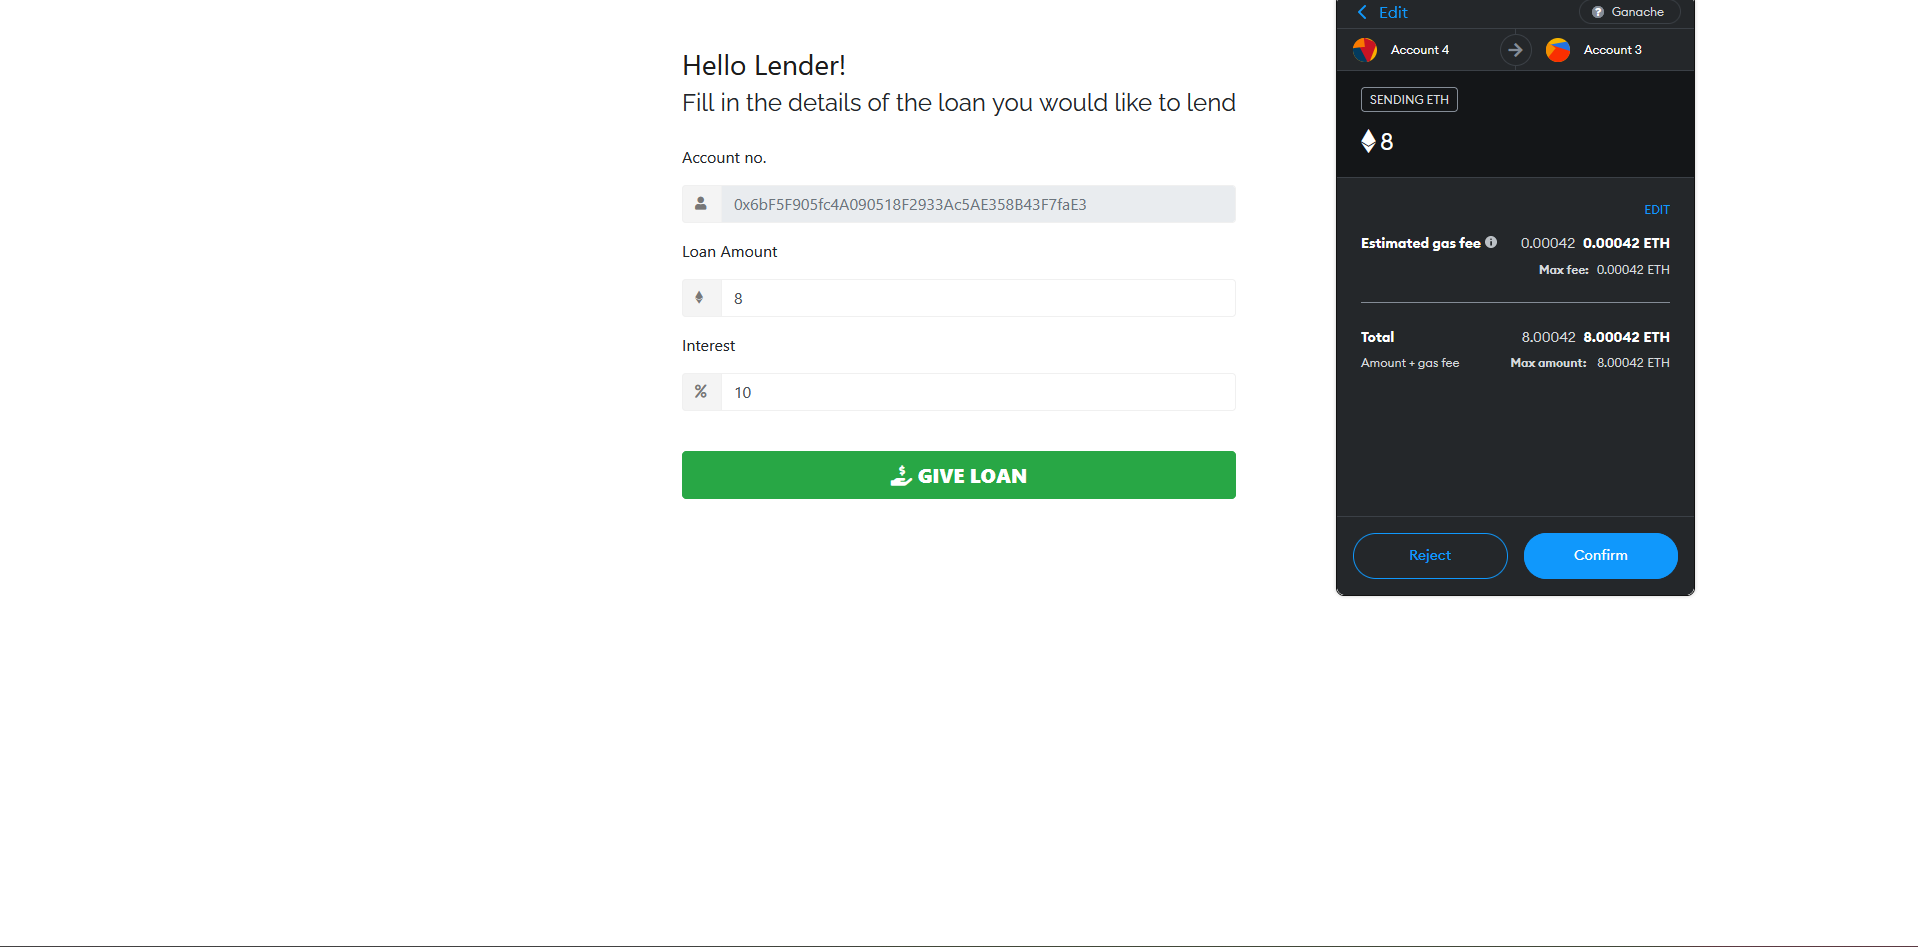 Hello Lender!
Fill in the details of the loan you would like to lend
Account no.
0x6bF5F905fc4A090518F2933Ac5AE358B43F7faE3
Loan Amount
8
Interest
% 10
GIVE LOAN
Edit
Ganache
Account 4
Account 3
SENDING ETH
8
EDIT
Estimated gas fee 0.00042 0.00042 ETH
Max fee: 0.00042 ETH
Total 8.00042 8.00042 ETH
Amount + gas fee Max amount: 8.00042 ETH
Reject
Confirm